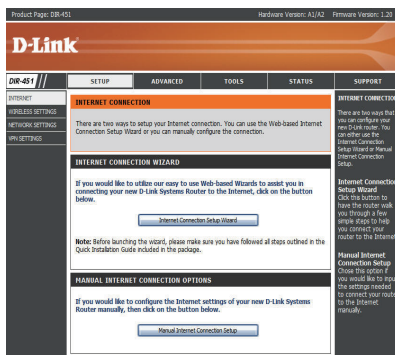 Product Page: DIR-451
Hardware Version: A1/A2 Firmware Version: 1.20
D-Link
DIR-451 SETUP ADVANCED TOOLS STATUS SUPPORT
INTERNET
WIRELESS SETTINGS
NETWORK SETTINGS
VPN SETTINGS
INTERNET CONNECTION
There are two ways to setup your Internet connection. You can use the Web-based Internet
Connection Setup Wizard or you can manually configure the connection.
INTERNET CONNECTION WIZARD
If you would like to utilize our easy to use Web-based Wizards to assist you in
connecting your new D-Link Systems Router to the Internet, click on the button
below.
Internet Connection Setup Wizard
Note: Before launching the wizard, please make sure you have followed all steps outlined in the
Quick Installation Guide included in the package.
MANUAL INTERNET CONNECTION OPTIONS
If you would like to configure the Internet settings of your new D-Link Systems
Router manually, then click on the button below.
Manual Internet Connection Setup
INTERNET CONNECTIO
There are two ways that
you can configure your
new D-Link router. You
can either use the
Internet Connection
Setup Wizard or Manual
Internet Connection
Setup.
Internet Connection
Setup Wizard
Click this button to
have the router walk
you through a few
simple steps to help
you connect your
router to the Internet
Manual Internet
Connection Setup
Chose this option if
you would like to inpu
the settings needed
to connect your route
to the Internet
manually.